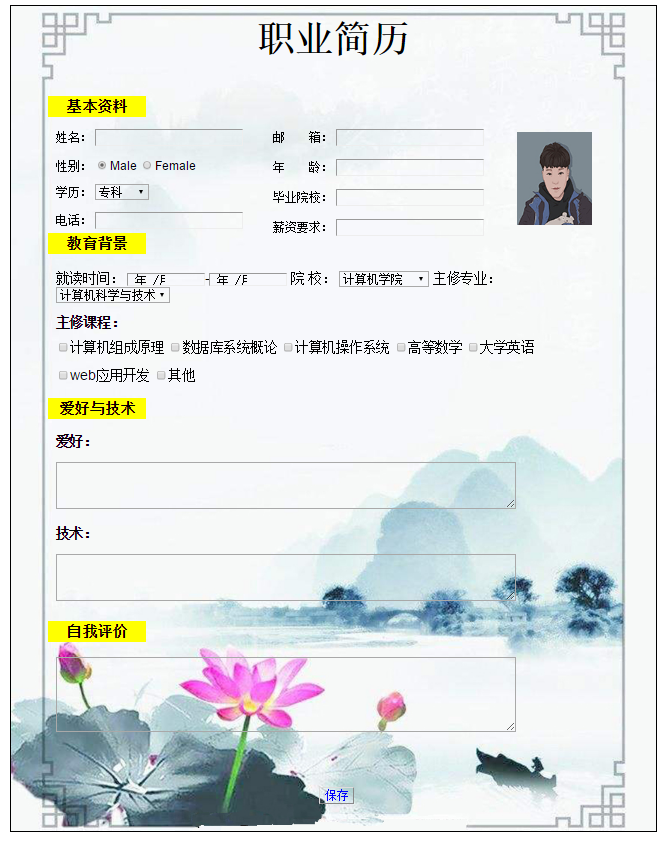 职业简历
基本资料
姓名： 邮 箱：
性别： Male Female 年 龄：
学历： 专科 毕业院校：
电话： 薪资要求：
教育背景
就读时间： 年 /月-年 /月 院 校： 计算机学院 主修专业：
计算机科学与技术
主修课程：
计算机组成原理 数据库系统概论 计算机操作系统 高等数学 大学英语
web应用开发 其他
爱好与技术
爱好：
技术：
自我评价
保存